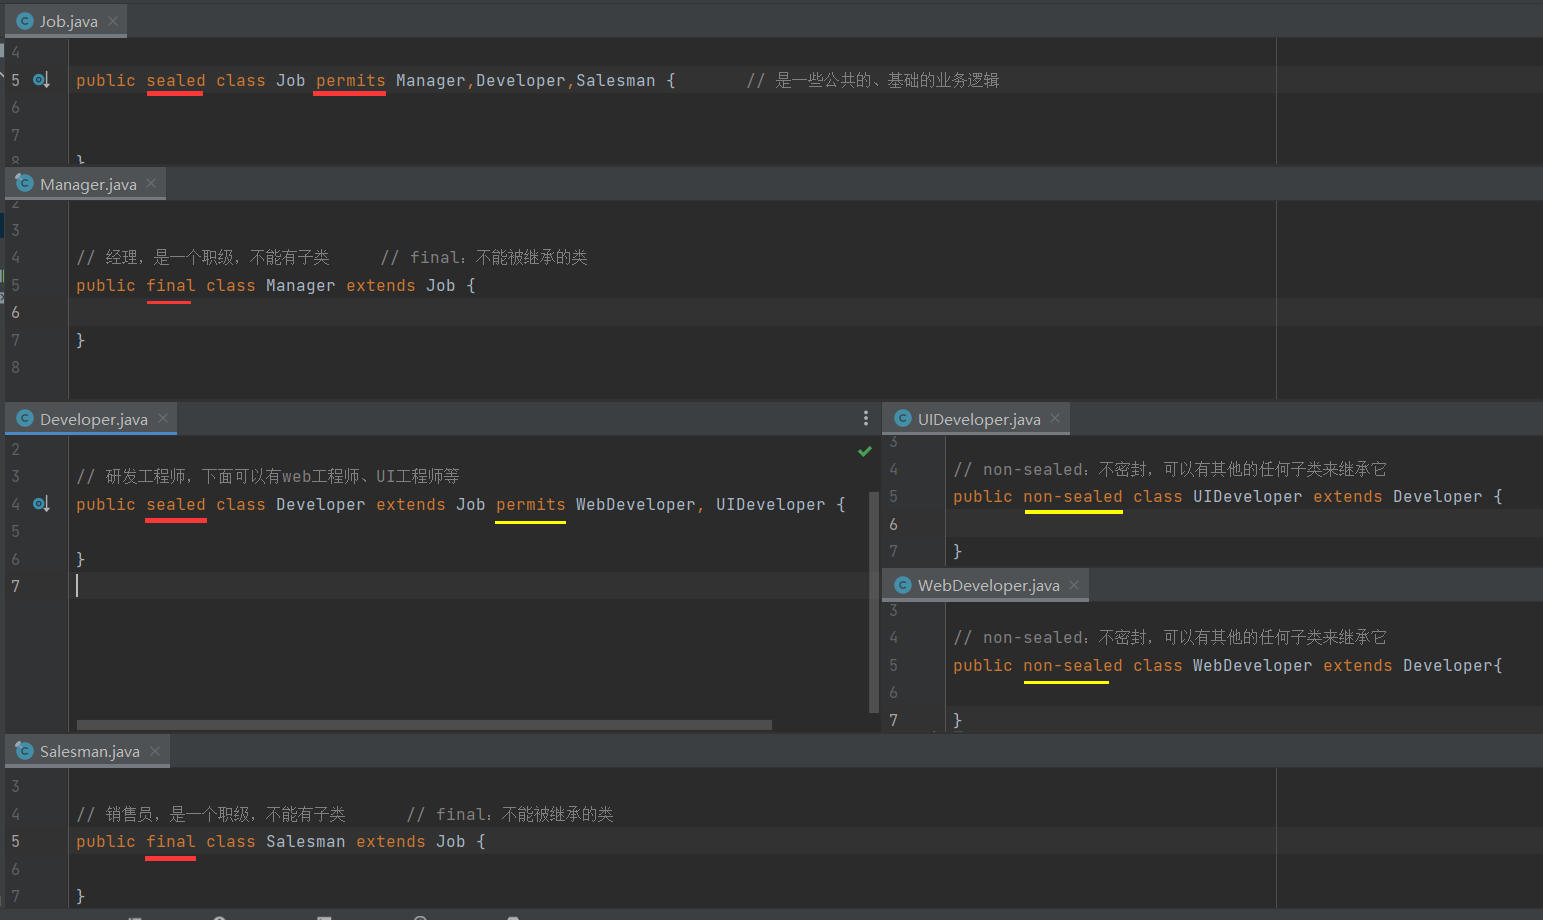 Job.java
4
5 public sealed class Job permits Manager,Developer,Salesman {       // 是一些公共的、基础的业务逻辑
6
7
8 }
Manager.java
2
3
4 // 经理，是一个职级，不能有子类     // final：不能被继承的类
5 public final class Manager extends Job {
6
7 }
8
Developer.java
2
3 // 研发工程师，下面可以有web工程师、UI工程师等
4 public sealed class Developer extends Job permits WebDeveloper, UIDeveloper {
5
6 }
7
UIDeveloper.java
3
4 // non-sealed：不密封，可以有其他的任何子类来继承它
5 public non-sealed class UIDeveloper extends Developer {
6
7 }
WebDeveloper.java
3
4 // non-sealed：不密封，可以有其他的任何子类来继承它
5 public non-sealed class WebDeveloper extends Developer{
6
7 }
Salesman.java
3
4 // 销售员，是一个职级，不能有子类      // final：不能被继承的类
5 public final class Salesman extends Job {
6
7 }